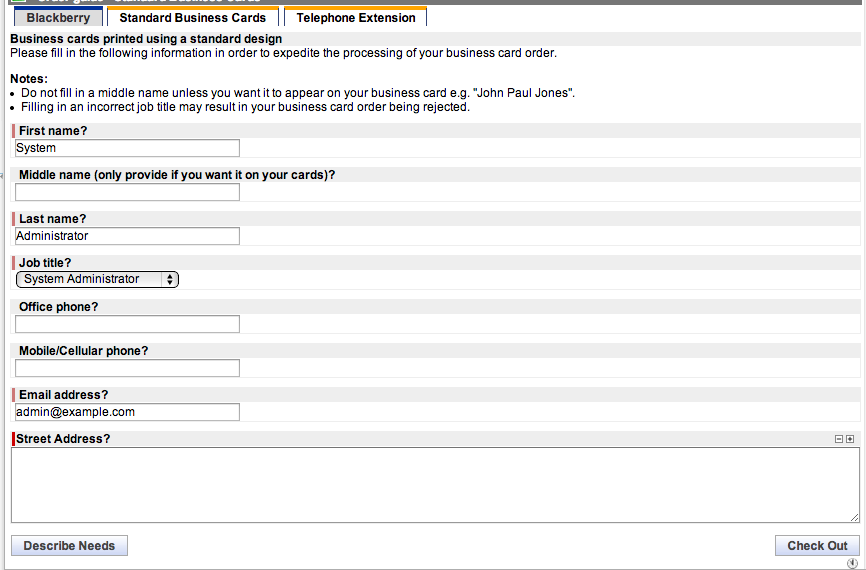 Blackberry Standard Business Cards Telephone Extension
Business cards printed using a standard design
Please fill in the following information in order to expedite the processing of your business card order.
Notes:
• Do not fill in a middle name unless you want it to appear on your business card e.g. "John Paul Jones".
• Filling in an incorrect job title may result in your business card order being rejected.
First name?
System
Middle name (only provide if you want it on your cards)?
Last name?
Administrator
Job title?
System Administrator
Office phone?
Mobile/Cellular phone?
Email address?
admin@example.com
Street Address?
Describe Needs Check Out